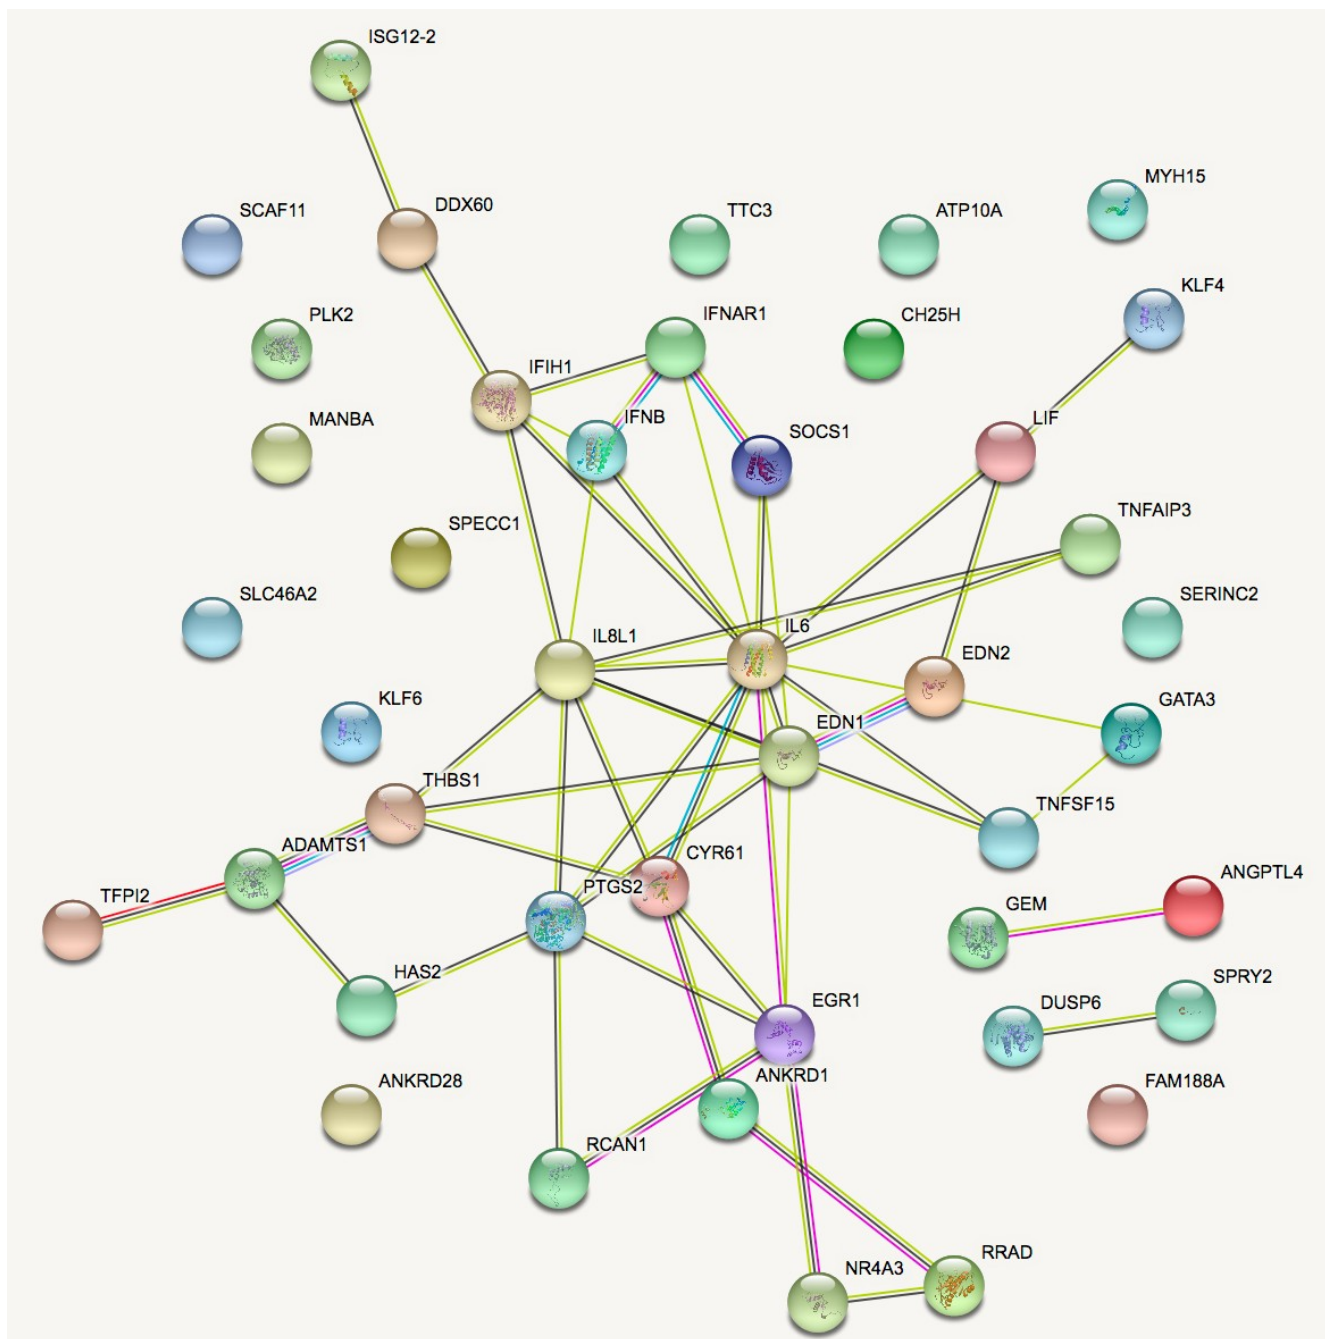 ISG12-2
MYH15
SCAF11
DDX60
TTC3
ATP10A
KLF4
PLK2
IFNAR1
CH25H
IFIH1
MANBA
IFNB
SOCS1
LIF
TNFAIP3
SPECC1
SLC46A2
SERINC2
IL8L1
IL6
EDN2
KLF6
EDN1
GATA3
THBS1
TNFSF15
ADAMTS1
CYR61
TFPI2
PTGS2
GEM
ANGPTL4
HAS2
EGR1
DUSP6
SPRY2
ANKRD28
ANKRD1
FAM188A
RCAN1
NR4A3
RRAD